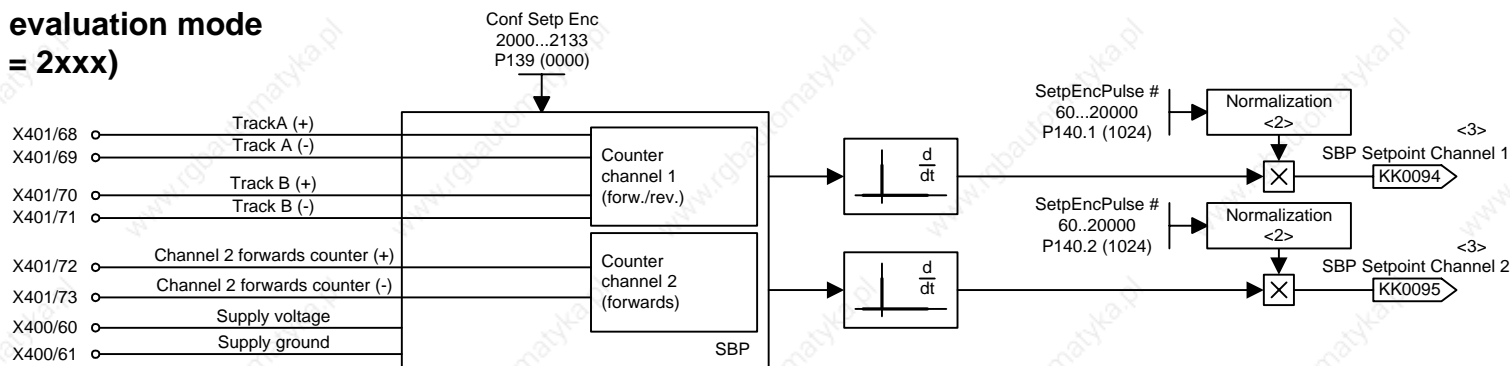 evaluation mode
= 2xxx)
Conf Setp Enc
2000...2133
P139 (0000)
X401/68
TrackA (+)
X401/69
Track A (-)
X401/70
Track B (+)
X401/71
Track B (-)
Counter
channel 1
(forw./rev.)
X401/72
Channel 2 forwards counter (+)
X401/73
Channel 2 forwards counter (-)
Counter
channel 2
(forwards)
X400/60
Supply voltage
X400/61
Supply ground
SBP
d
dt
SetpEncPulse #
60...20000
P140.1 (1024)
Normalization
<2>
<3>
SBP Setpoint Channel 1
KK0094
d
dt
SetpEncPulse #
60..20000
P140.2 (1024)
Normalization
<2>
<3>
SBP Setpoint Channel 2
KK0095
www.rgbautomatyka.pl